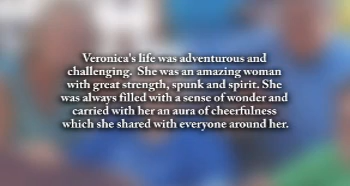 Veronica's life was adventurous and
challenging. She was an amazing woman
with great strength, spunk and spirit. She
was always filled with a sense of wonder and
carried with her an aura of cheerfulness
which she shared with everyone around her.